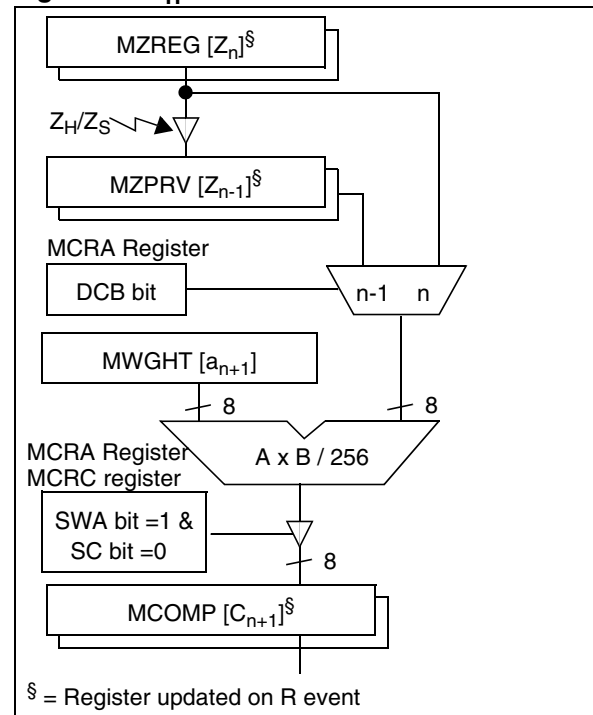 MZREG [Zn]§
ZH/ZS
MZPRV [Zn-1]§
MCRA Register
DCB bit
n-1 n
MWGHT [an+1]
8 8
MCRA Register
MCRC register
A x B / 256
SWA bit =1 &
SC bit =0
8
MCOMP [Cn+1]§
§ = Register updated on R event